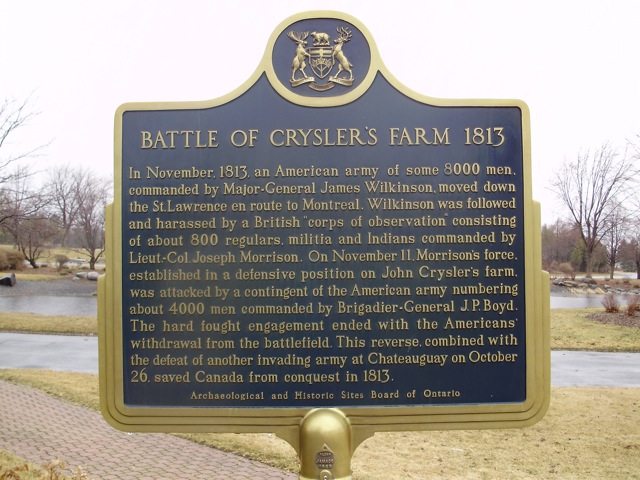 BATTLE OF CRYSLER'S FARM 1813
In November, 1813, an American army of some 8000 men,
commanded by Major-General James Wilkinson, moved down
the St. Lawrence en route to Montreal. Wilkinson was followed
and harassed by a British "corps of observation" consisting
of about 800 regulars, militia and Indians commanded by
Lieut-Col. Joseph Morrison. On November 11, Morrison's force,
established in a defensive position on John Crysler's farm,
was attacked by a contingent of the American army numbering
about 4000 men commanded by Brigadier-General J.P. Boyd.
The hard fought engagement ended with the Americans'
withdrawal from the battlefield. This reverse, combined with
the defeat of another invading army at Chateauguay on October
26, saved Canada from conquest in 1813.
Archaeological and Historic Sites Board of Ontario